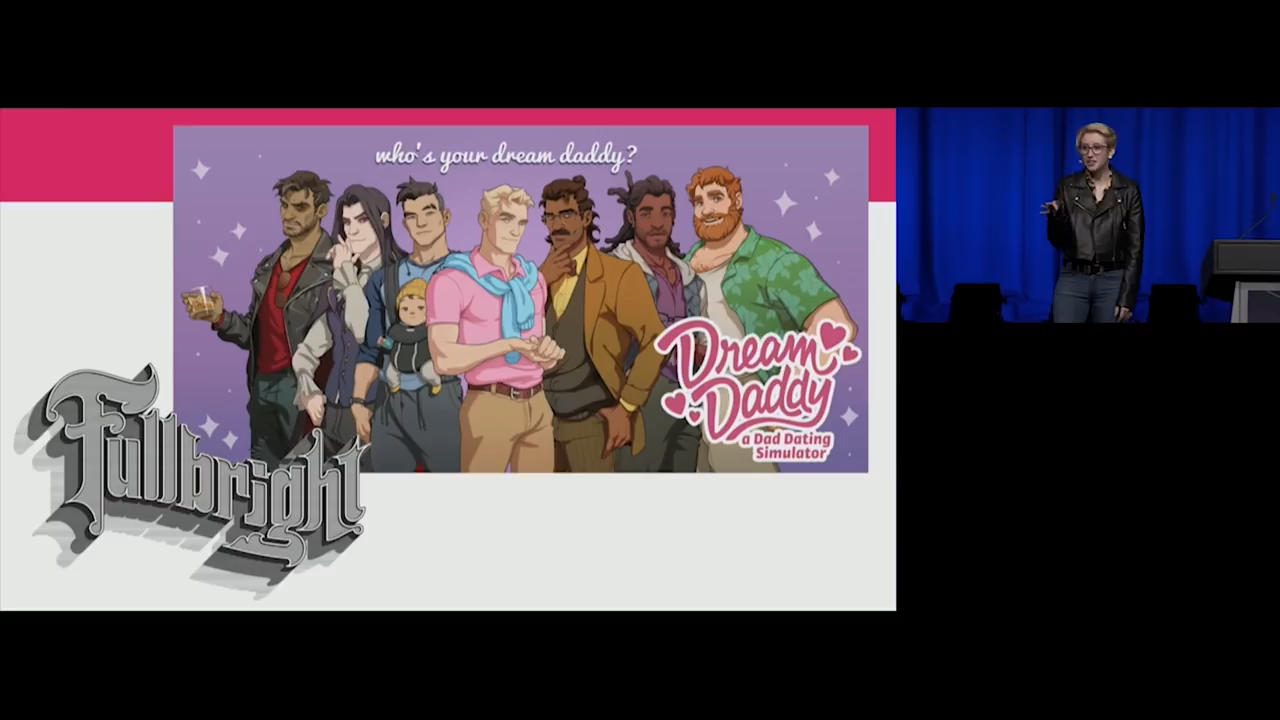 who's your dream daddy?
Dream
Daddy
a Dad Dating
Simulator
Fullbright